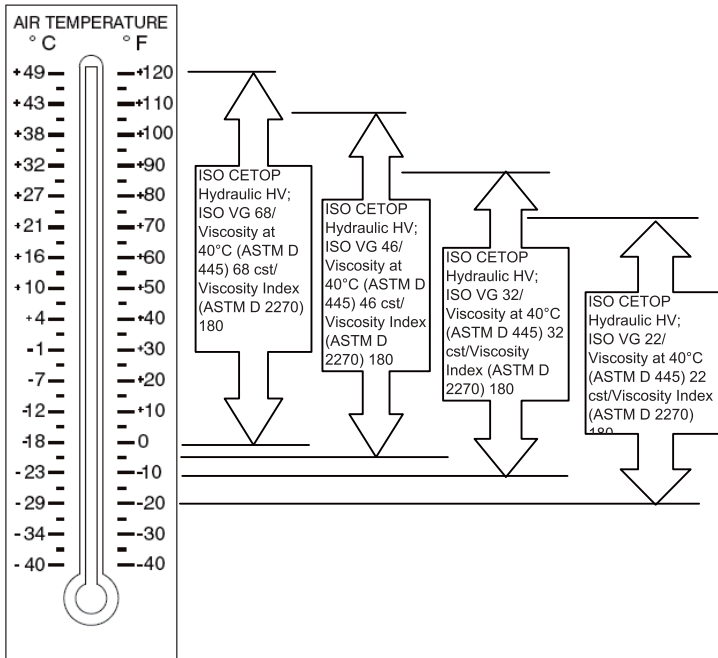 AIR TEMPERATURE
° C ° F
+49 +120
+43 +110
+38 +100
+32 +90
+27 +80
+21 +70
+16 +60
+10 +50
+4 +40
-1 +30
-7 +20
-12 +10
-18 0
-23 -10
-29 -20
-34 -30
-40 -40
ISO CETOP
Hydraulic HV;
ISO VG 68/
Viscosity at
40°C (ASTM D
445) 68 cst/
Viscosity Index
(ASTM D 2270)
180
ISO CETOP
Hydraulic HV;
ISO VG 46/
Viscosity at
40°C (ASTM D
445) 46 cst/
Viscosity Index
(ASTM D
2270) 180
ISO CETOP
Hydraulic HV;
ISO VG 32/
Viscosity at 40°C
(ASTM D 445) 32
cst/Viscosity
Index (ASTM D
2270) 180
ISO CETOP
Hydraulic HV;
ISO VG 22/
Viscosity at 40°C
(ASTM D 445) 22
cst/Viscosity Index
(ASTM D 2270)
180